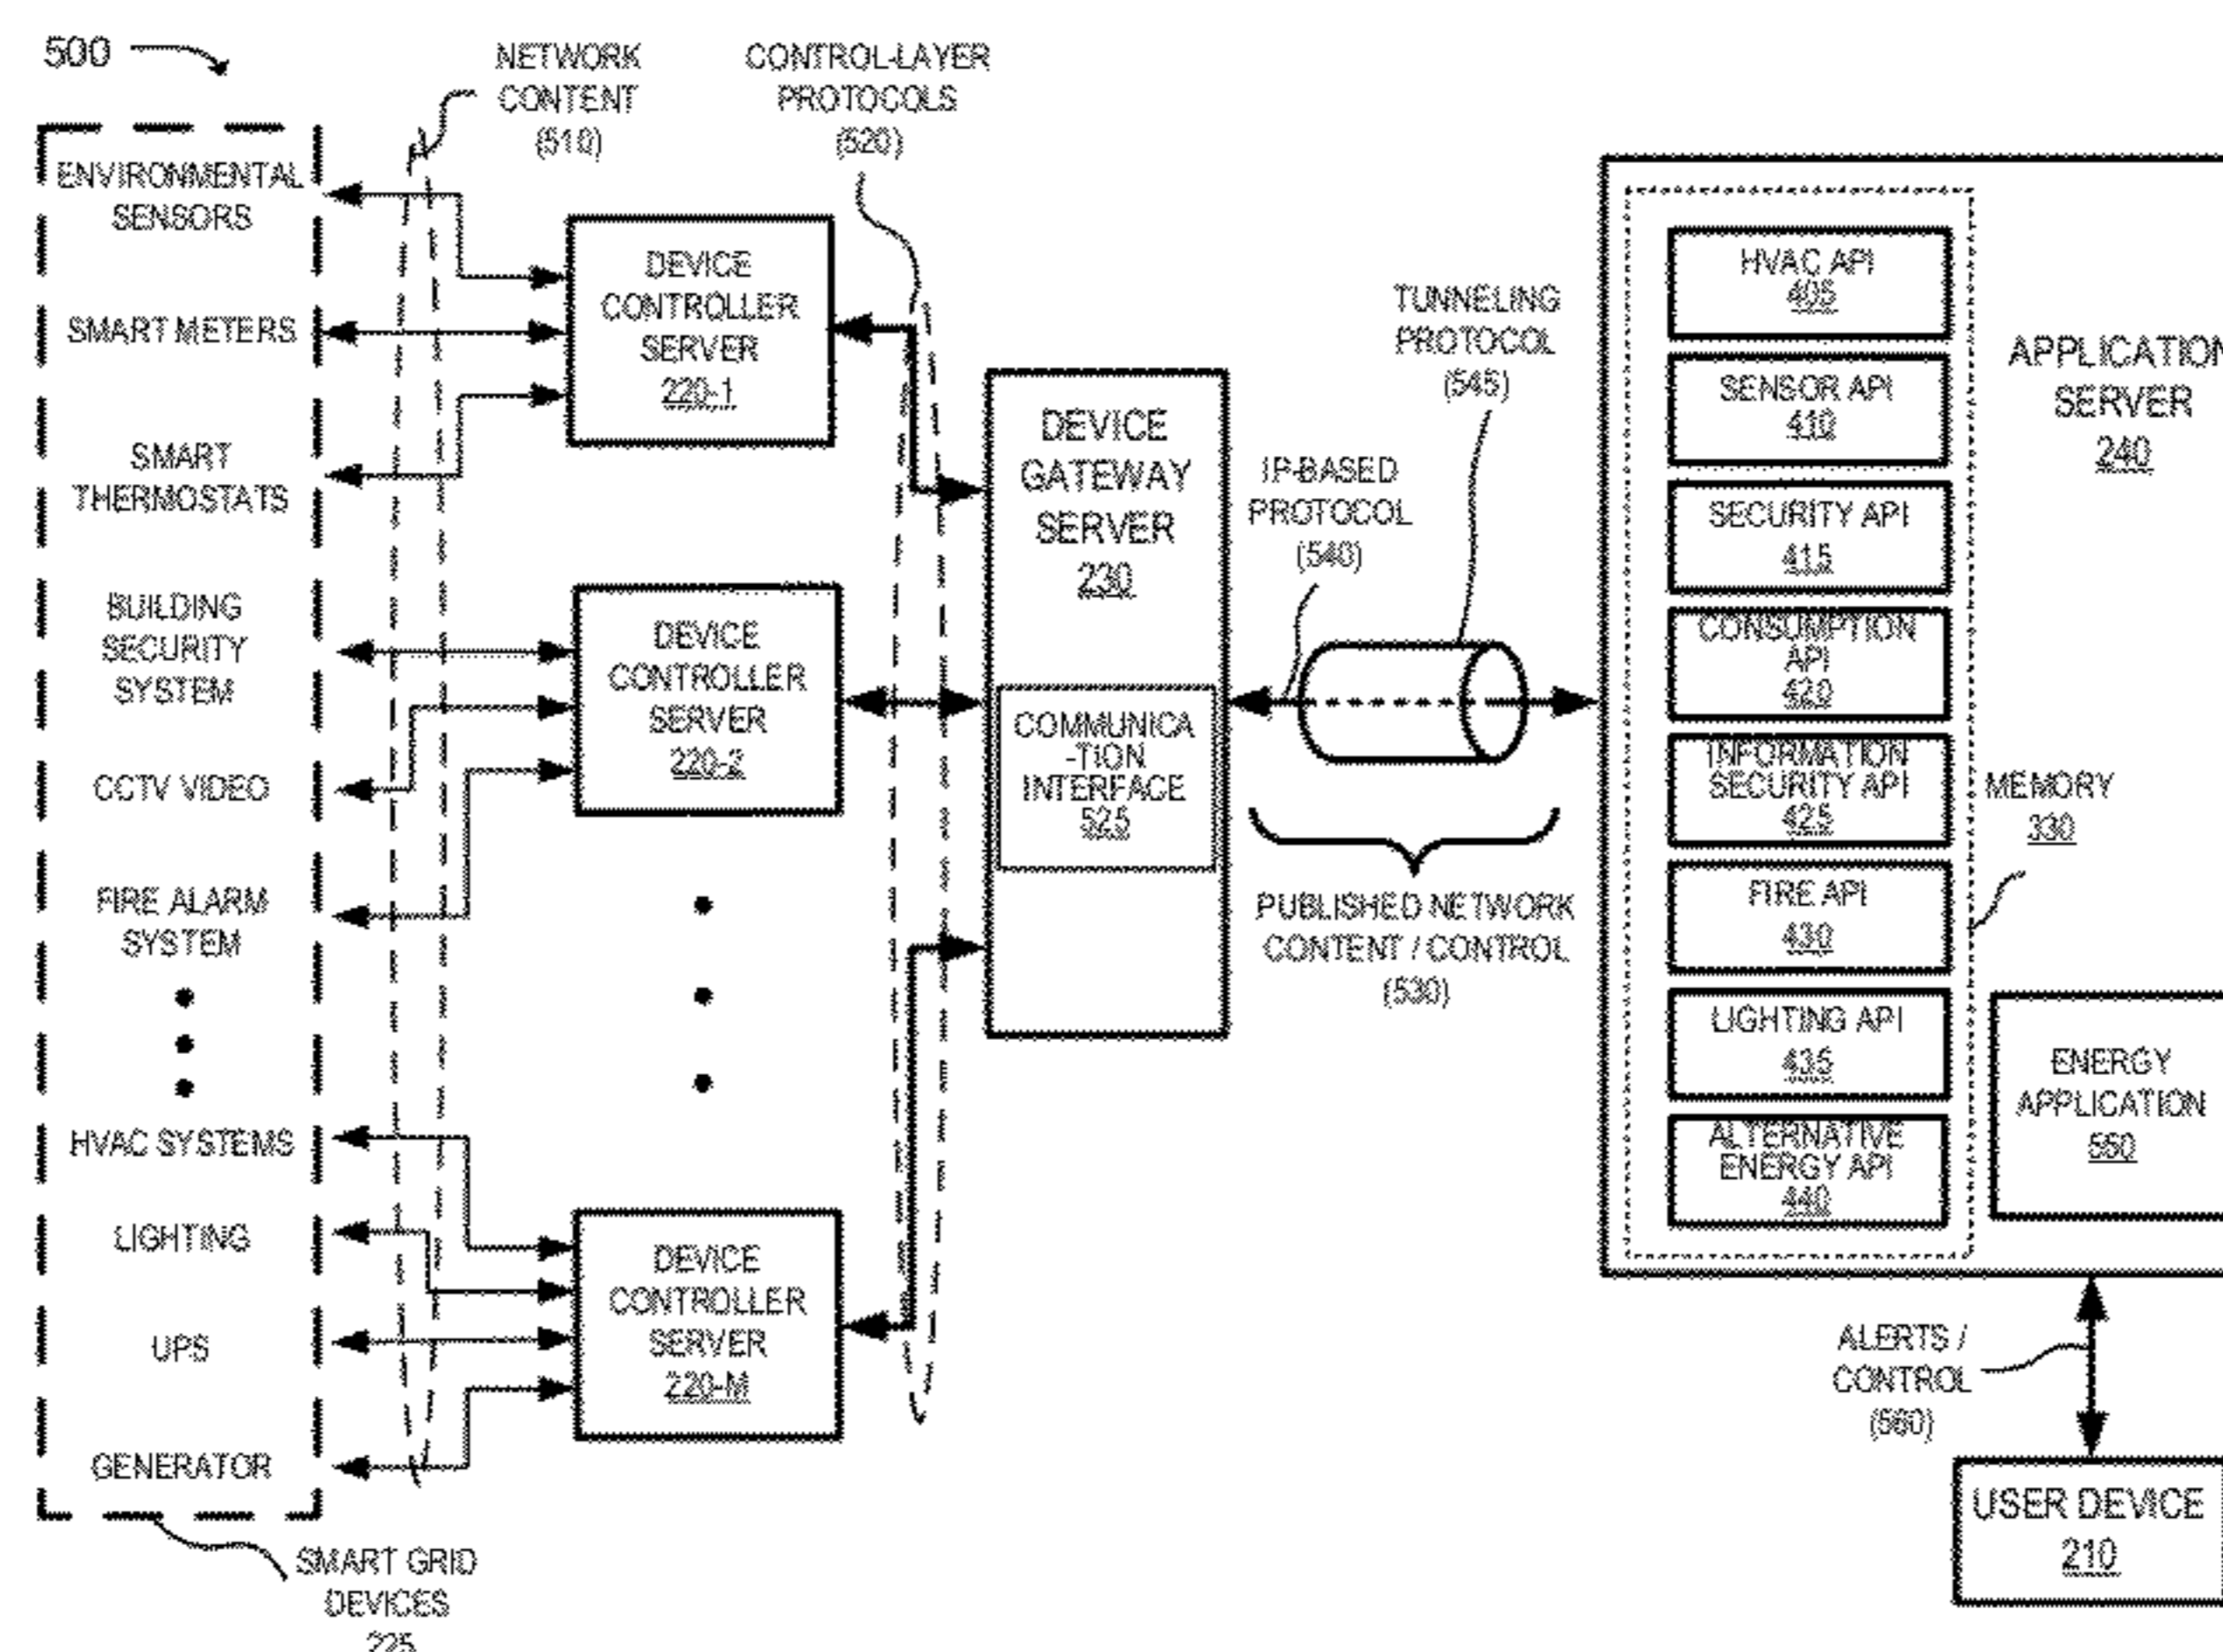 500
NETWORK
CONTENT
(510)
CONTROL-LAYER
PROTOCOLS
(520)
ENVIRONMENTAL
SENSORS
SMART METERS
SMART
THERMOSTATS
BUILDING
SECURITY
SYSTEM
CCTV VIDEO
FIRE ALARM
SYSTEM
HVAC SYSTEMS
LIGHTING
UPS
GENERATOR
SMART GRID
DEVICES
225
DEVICE
CONTROLLER
SERVER
220-1
DEVICE
CONTROLLER
SERVER
220-2
DEVICE
CONTROLLER
SERVER
220-M
DEVICE
GATEWAY
SERVER
230
COMMUNICA
-TION
INTERFACE
525
IP-BASED
PROTOCOL
(540)
TUNNELING
PROTOCOL
(545)
PUBLISHED NETWORK
CONTENT / CONTROL
(530)
HVAC API
405
SENSOR API
410
SECURITY API
415
CONSUMPTION
API
420
INFORMATION
SECURITY API
425
FIRE API
430
LIGHTING API
435
ALTERNATIVE
ENERGY API
440
APPLICATION
SERVER
240
MEMORY
330
ENERGY
APPLICATION
550
ALERTS /
CONTROL
(560)
USER DEVICE
210